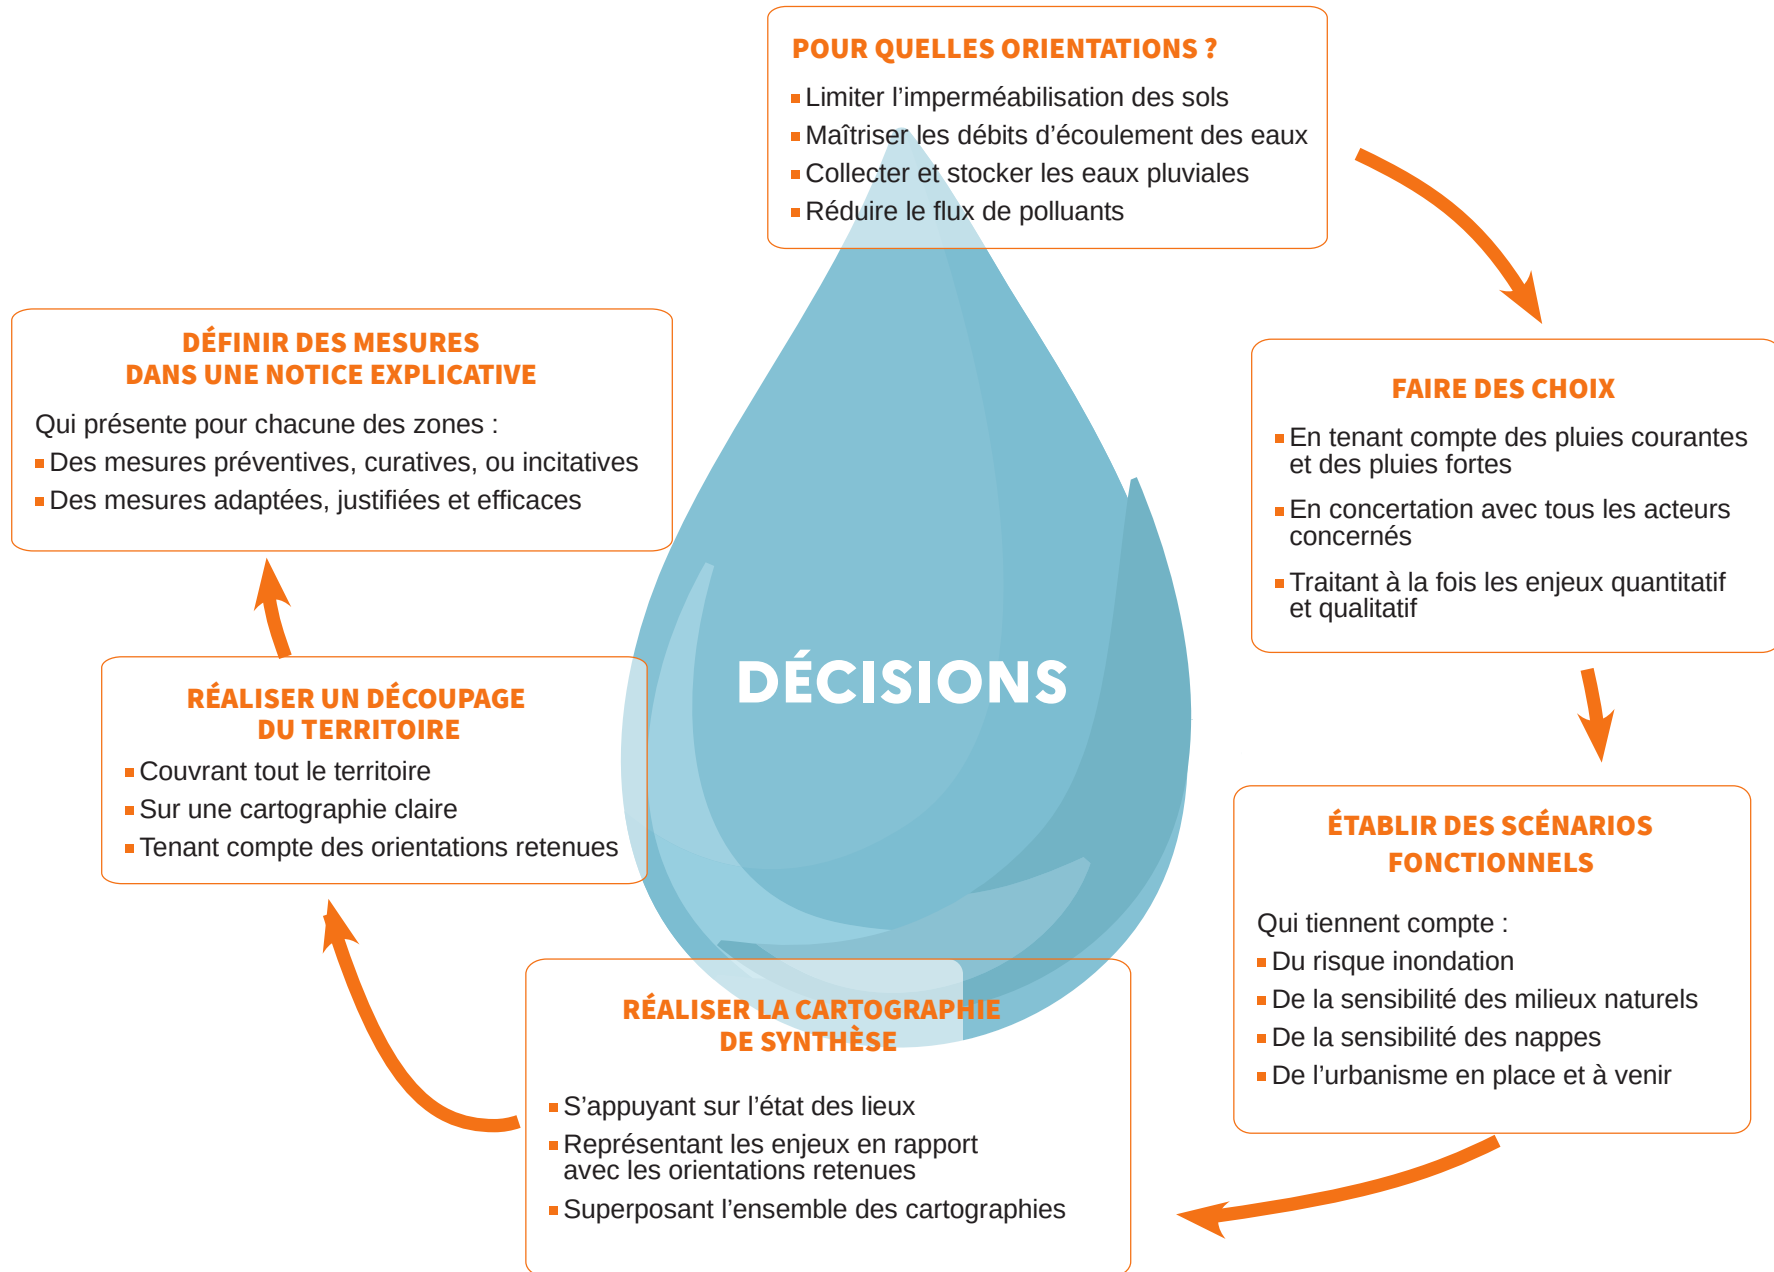 POUR QUELLES ORIENTATIONS ?
Limiter l’imperméabilisation des sols
Maîtriser les débits d’écoulement des eaux
Collecter et stocker les eaux pluviales
Réduire le flux de polluants
FAIRE DES CHOIX
En tenant compte des pluies courantes
et des pluies fortes
En concertation avec tous les acteurs
concernés
Traitant à la fois les enjeux quantitatif
et qualitatif
ÉTABLIR DES SCÉNARIOS
FONCTIONNELS
Qui tiennent compte :
Du risque inondation
De la sensibilité des milieux naturels
De la sensibilité des nappes
De l’urbanisme en place et à venir
RÉALISER LA CARTOGRAPHIE
DE SYNTHÈSE
S’appuyant sur l’état des lieux
Représentant les enjeux en rapport
avec les orientations retenues
Superposant l’ensemble des cartographies
RÉALISER UN DÉCOUPAGE
DU TERRITOIRE
Couvrant tout le territoire
Sur une cartographie claire
Tenant compte des orientations retenues
DÉFINIR DES MESURES
DANS UNE NOTICE EXPLICATIVE
Qui présente pour chacune des zones :
Des mesures préventives, curatives, ou incitatives
Des mesures adaptées, justifiées et efficaces
DÉCISIONS